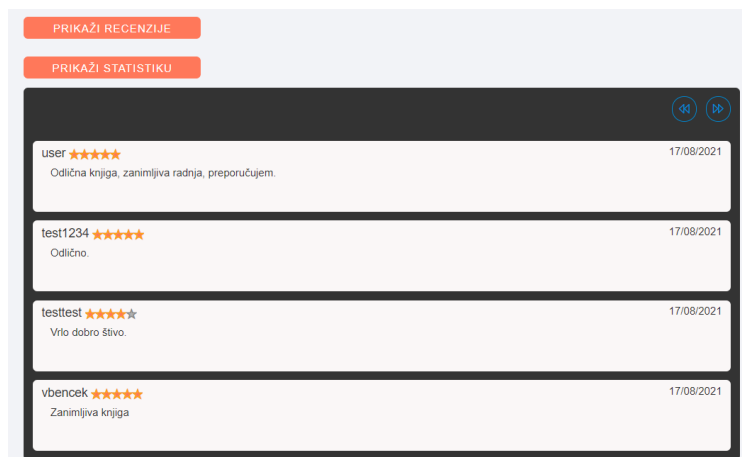 PRIKAŽI RECENZIJE
PRIKAŽI STATISTIKU
user 17/08/2021
Odlična knjiga, zanimljiva radnja, preporučujem.
test1234 17/08/2021
Odlično.
testtest 17/08/2021
Vrlo dobro štivo.
vbencek 17/08/2021
Zanimljiva knjiga